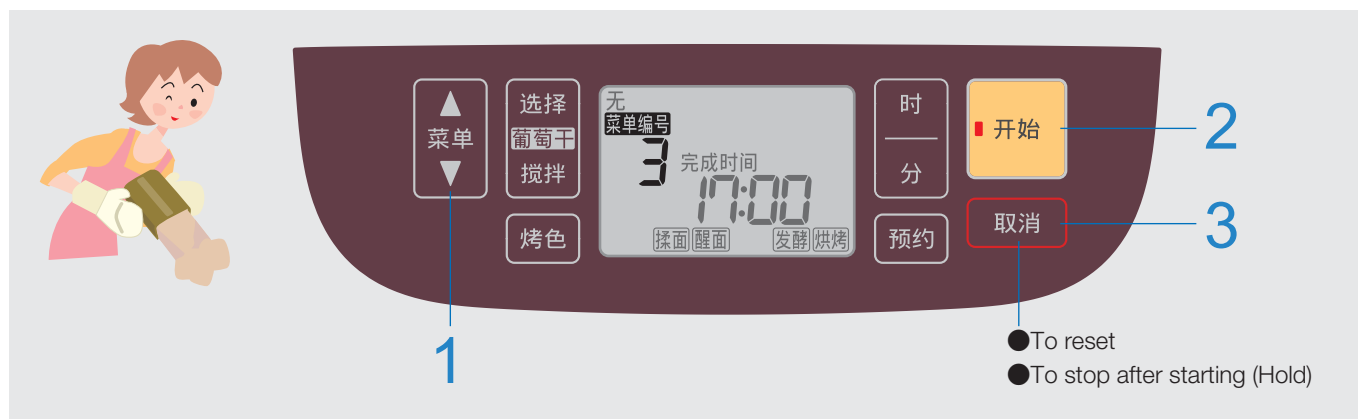 菜单
选择
葡萄干
搅拌
烤色
无
菜单编号
3
完成时间
17:00
揉面 醒面 发酵 烘烤
时
分
预约
开始
取消
1
2
3
●To reset
●To stop after starting (Hold)